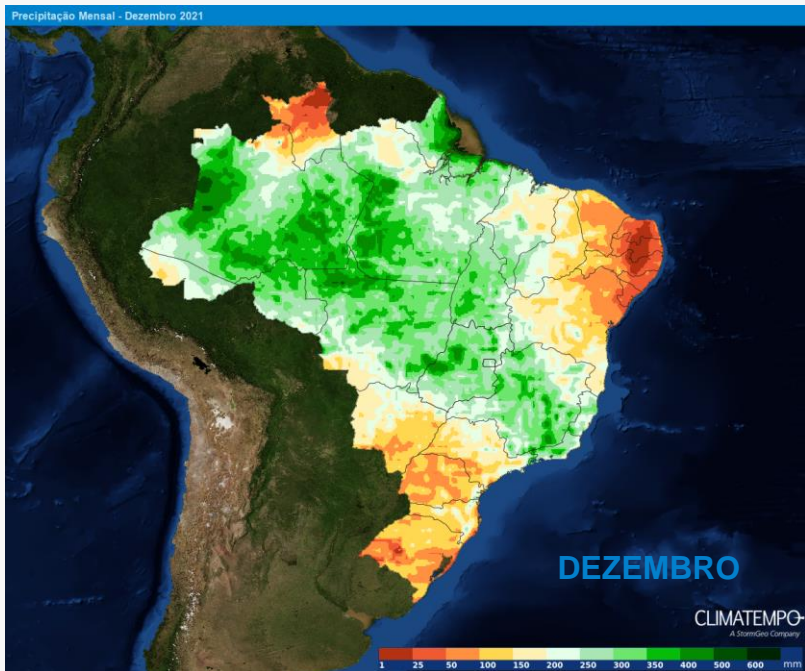 Precipitação Mensal - Dezembro 2021
DEZEMBRO
CLIMATEMPO
A StormGeo Company
1 25 50 100 150 200 250 300 350 400 500 600 mm